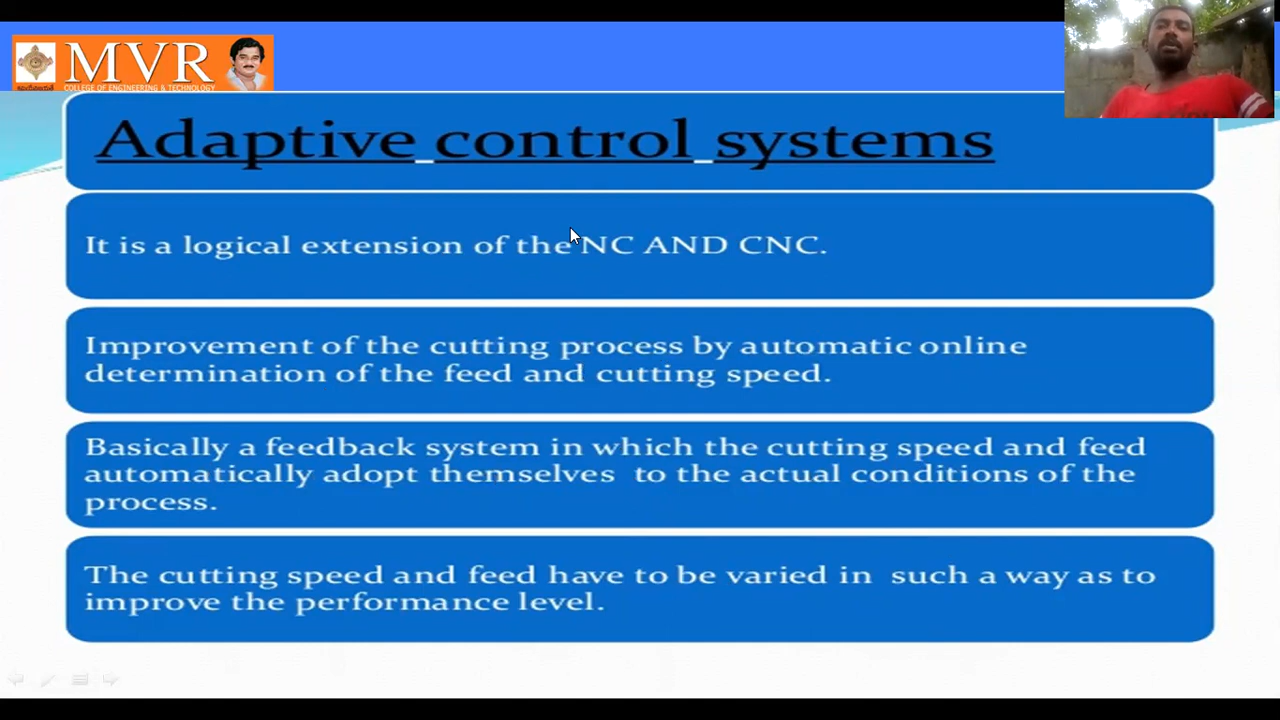 MVR
COLLEGE OF ENGINEERING & TECHNOLOGY
Adaptive control systems
It is a logical extension of the NC AND CNC.
Improvement of the cutting process by automatic online
determination of the feed and cutting speed.
Basically a feedback system in which the cutting speed and feed
automatically adopt themselves to the actual conditions of the
process.
The cutting speed and feed have to be varied in such a way as to
improve the performance level.